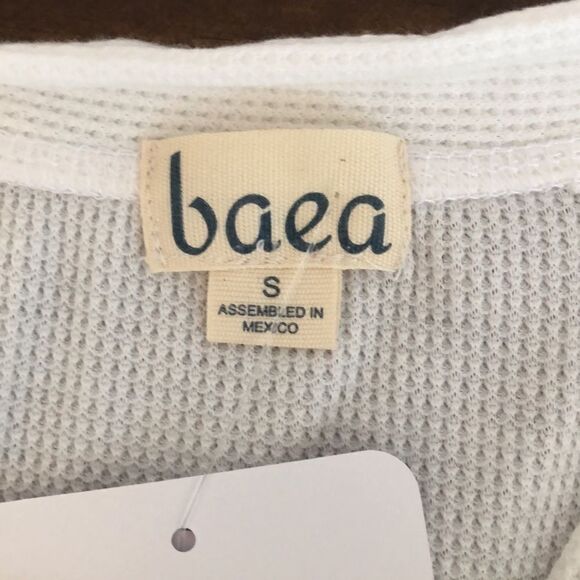 baea
S
ASSEMBLED IN
MEXICO